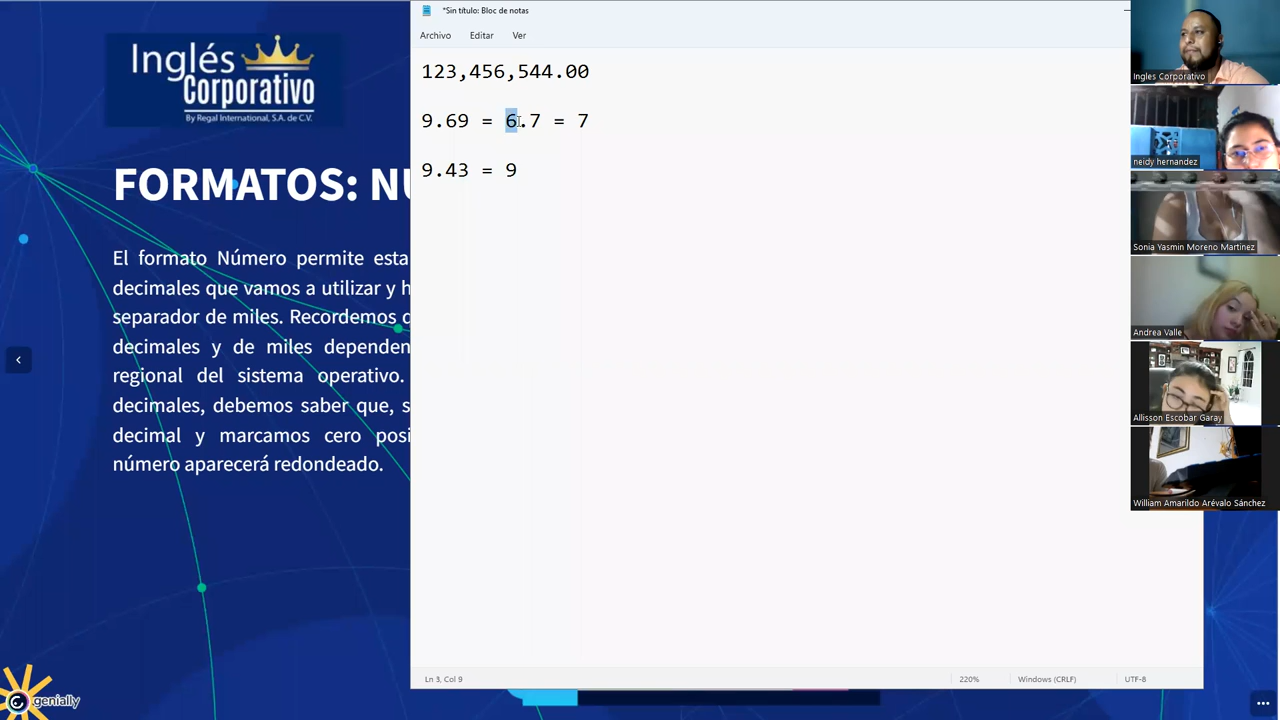 Inglés
Corporativo
By Regal International, S.A. de C.V.
FORMATOS: NU
El formato Número permite esta
decimales que vamos a utilizar y h
separador de miles. Recordemos
decimales y de miles dependen
regional del sistema operativo.
decimales, debemos saber que, s
decimal y marcamos cero posi
número aparecerá redondeado.
genially
*Sin título: Bloc de notas
Archivo Editar Ver
123,456,544.00
9.69 = 6.7 = 7
9.43 = 9
Ln 3, Col 9
220%
Windows (CRLF)
UTF-8
Ingles Corporativo
neidy hernandez
Sonia Yasmin Moreno Martinez
Andrea Valle
Allisson Escobar Garay
William Amarildo Arévalo Sánchez